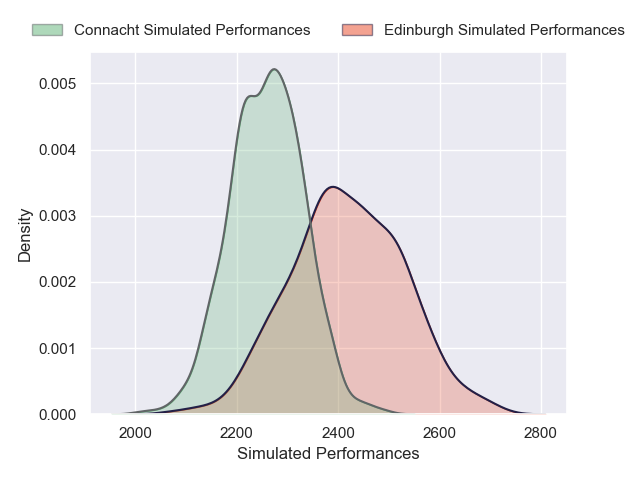 Connacht Simulated Performances Edinburgh Simulated Performances
0.005
0.004
0.003
0.002
0.001
0.000
Density
2000 2200 2400 2600 2800
Simulated Performances